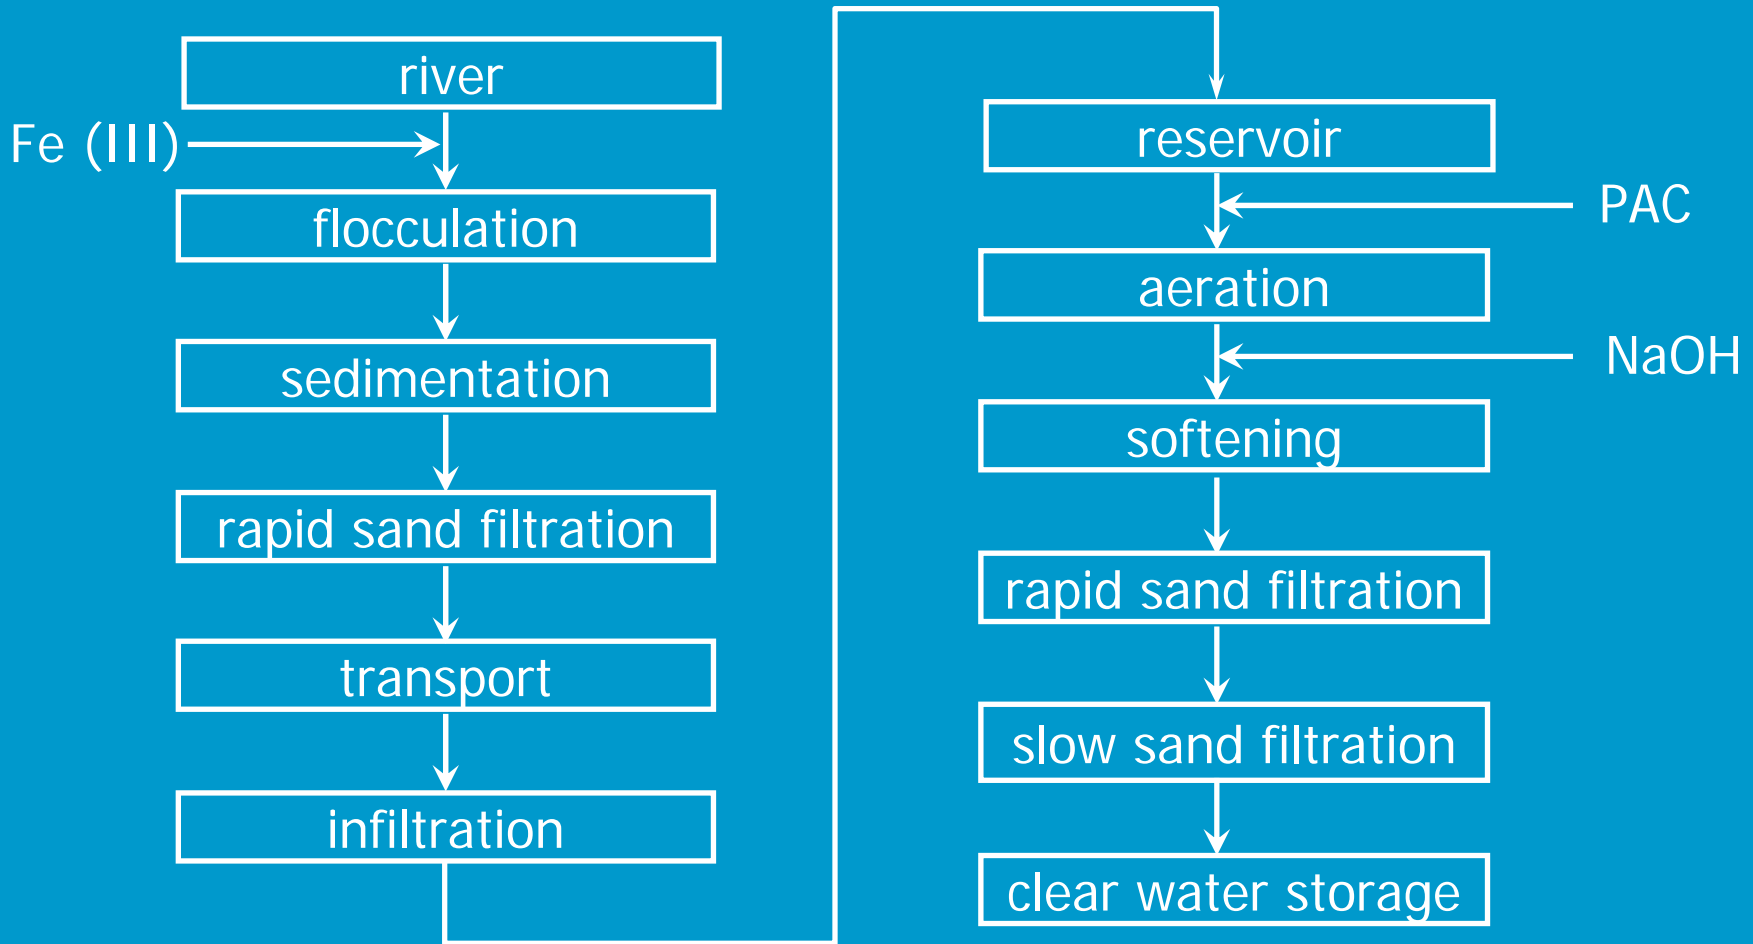 river
Fe (III)
flocculation
sedimentation
rapid sand filtration
transport
infiltration
reservoir
PAC
aeration
NaOH
softening
rapid sand filtration
slow sand filtration
clear water storage